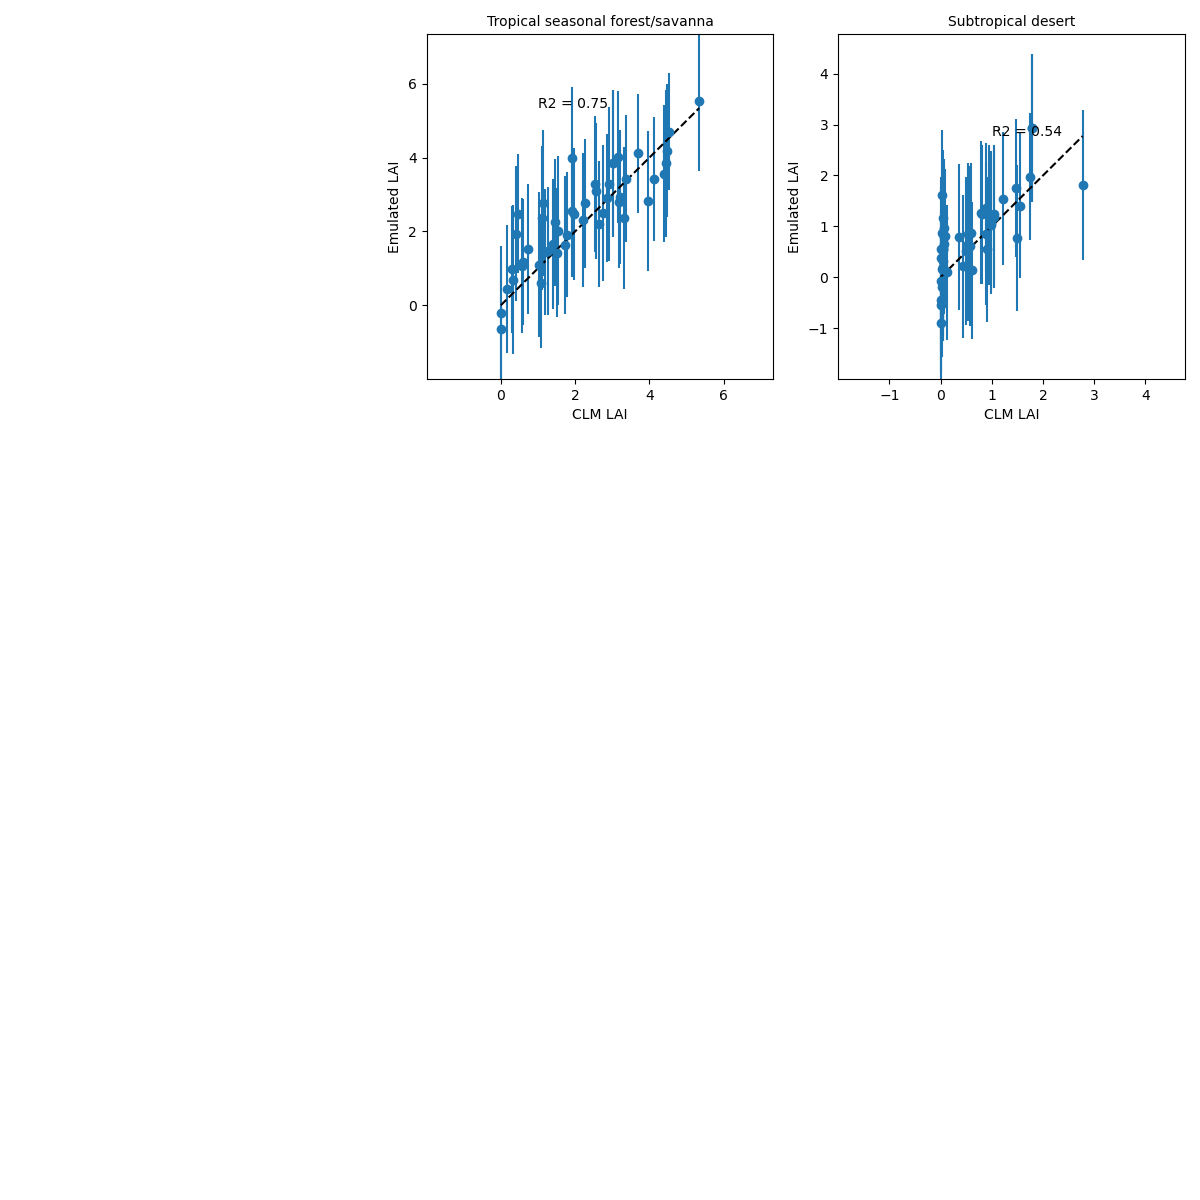 Tropical seasonal forest/savanna
R2 = 0.75
Emulated LAI
6
4
2
0
0 2 4 6
CLM LAI
Subtropical desert
R2 = 0.54
Emulated LAI
4
3
2
1
0
−1
−1 0 1 2 3 4
CLM LAI